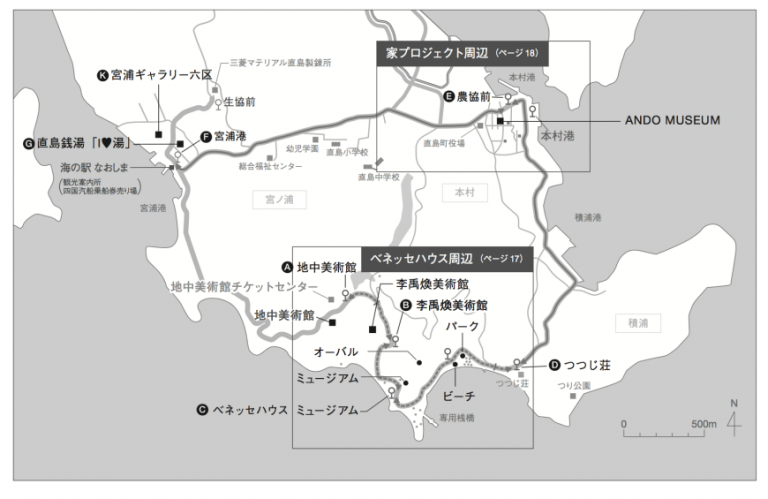 家プロジェクト周辺（ページ18）
三菱マテリアル直島製錬所
K 宮浦ギャラリー六区
生協前
本村港
E 農協前
ANDO MUSEUM
F 宮浦港
G 直島銭湯「I♥湯」
幼児学園
直島小学校
直島町役場
本村港
海の駅 なおしま
（観光案内所
四国汽船乗船券売り場）
総合福祉センター
直島中学校
宮浦港
宮ノ浦
本村
積浦港
ベネッセハウス周辺（ページ17）
A 地中美術館
地中美術館チケットセンター
李禹煥美術館
B 李禹煥美術館
地中美術館
パーク
積浦
オーバル
D つつじ荘
ミュージアム
ビーチ
つつじ荘
つり公園
C ベネッセハウス ミュージアム
専用桟橋
N
0 500m